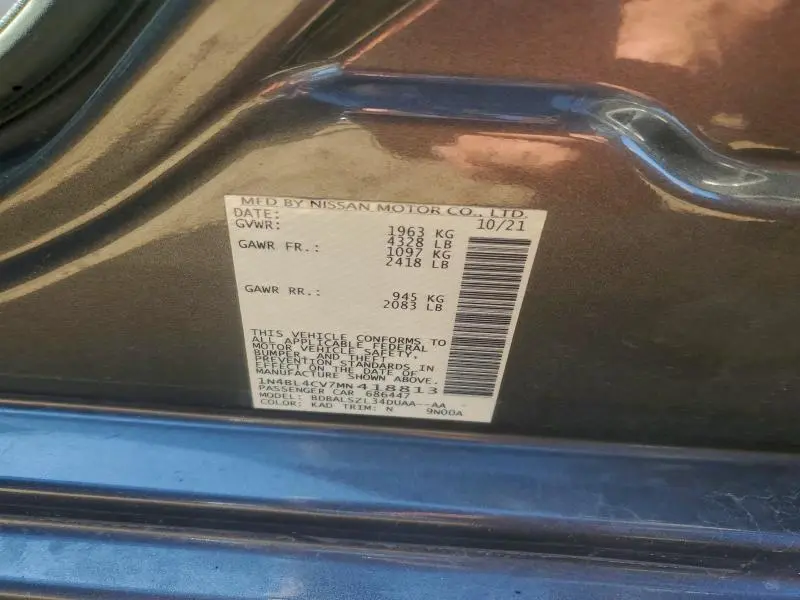 MFD BY NISSAN MOTOR CO., LTD.
DATE: 10/21
GVWR: 1963 KG
4328 LB
GAWR FR.: 1097 KG
2418 LB
GAWR RR.: 945 KG
2083 LB
THIS VEHICLE CONFORMS TO
ALL APPLICABLE FEDERAL
MOTOR VEHICLE SAFETY,
BUMPER, AND THEFT
PREVENTION STANDARDS IN
EFFECT ON THE DATE OF
MANUFACTURE SHOWN ABOVE.
1N4BL4CV7MN418813
PASSENGER CAR 686447
MODEL: BDBALSZL34DUAA--AA
COLOR: KAD TRIM: N 9N00A